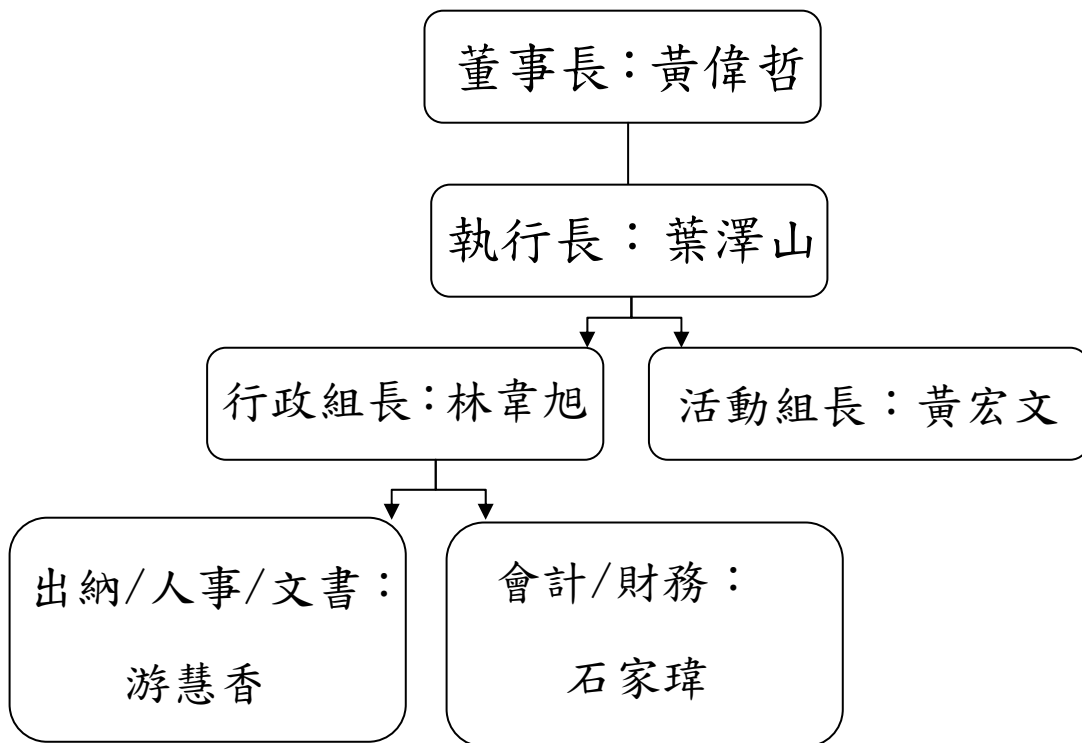 董事長：黃偉哲
執行長：葉澤山
行政組長：林韋旭
活動組長：黃宏文
出納/人事/文書：
游慧香
會計/財務：
石家瑋